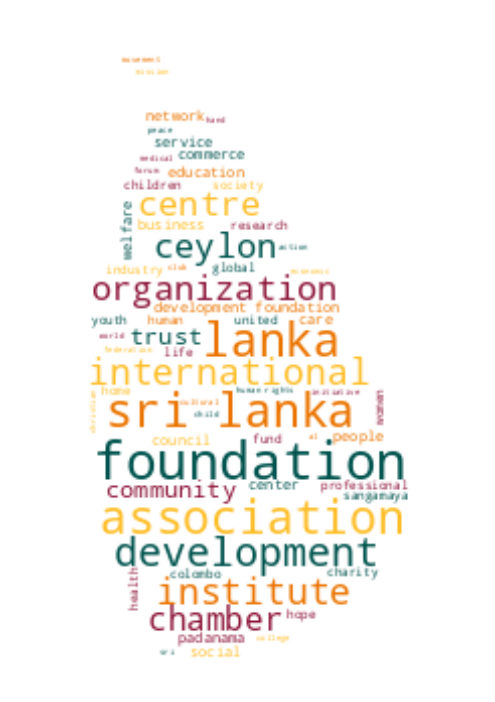 movement
mission
network hand
peace
service
medical commerce
forum education
children society
welfare
centre
business research
ceylon action
industry club global economic
organization
development foundation
youth human united care
trust lanka
world
federation life
international
christian home human rights initiative
cultural
sri lanka women
child
council fund al people
foundation
community center professional
sangamaya
association
development
health colombo charity
institute
chamber hope
padanama college
sri social